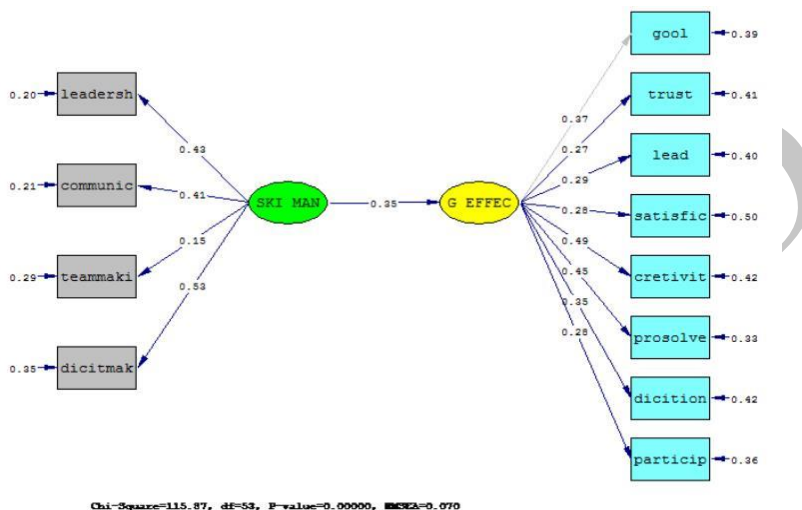 gool 0.39
0.20 leadersh
trust 0.41
0.37
0.43
0.27
lead 0.40
0.29
0.21 communic
0.41
SKI MAN 0.35 G EFFEC
0.28
satisfic 0.50
0.15
0.49
0.29 teammaki
cretivit 0.42
0.53
0.45
0.35
0.28
prosolve 0.33
0.35 dicitmak
dicition 0.42
particip 0.36
Chi-Square=115.87, df=53, P-value=0.00000, RMSEA=0.070